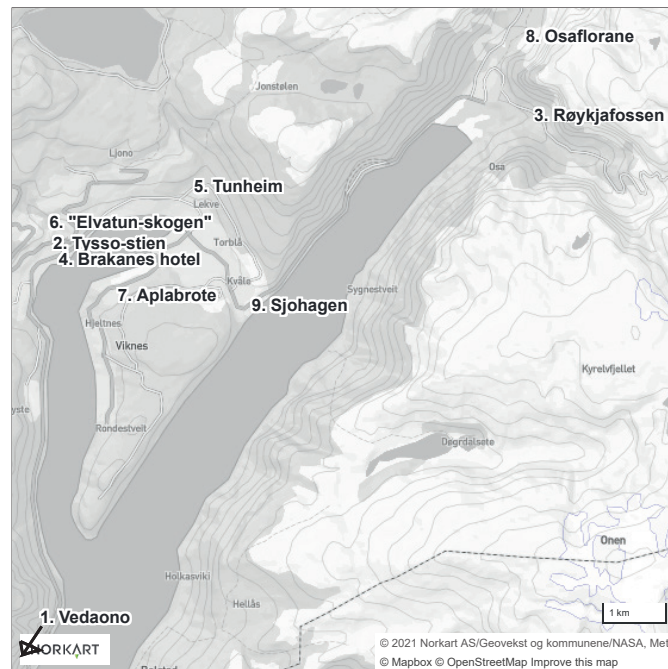 8. Osaflorane
Jonstølen
3. Røykjafossen
Ljono
Osa
5. Tunheim
Lekve
6. "Elvatun-skogen"
2. Tysso-stien
Torblå
4. Brakanes hotel
Kvåle
Sygnestveit
7. Aplabrote
9. Sjohagen
Hjeltnes
Viknes
Kyrelvfjellet
yste
Rondestveit
Døgrdalsete
Onen
Holkasviki
Hellås
1. Vedaono
1 km
NORKART
© 2021 Norkart AS/Geovekst og kommunene/NASA, Met
© Mapbox © OpenStreetMap Improve this map